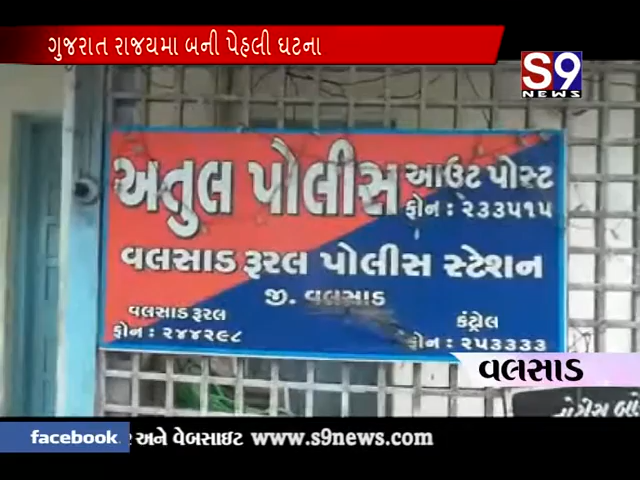 ગુજરાત રાજયમા બની પેહલી ઘટના
S9
NEWS
અતુલ પોલીસ આઉટ પોસ્ટ
ફોન : ૨૩૩૫૧૫
વલસાડ રૂરલ પોલીસ સ્ટેશન
જી. વલસાડ
વલસાડ રૂરલ
ફોન : ૨૪૪૨૯૮
કંટ્રોલ
ફોન : ૨૫૩૩૩૩
વલસાડ
નોટીસ બોર્ડ
facebook અને વેબસાઇટ www.s9news.com